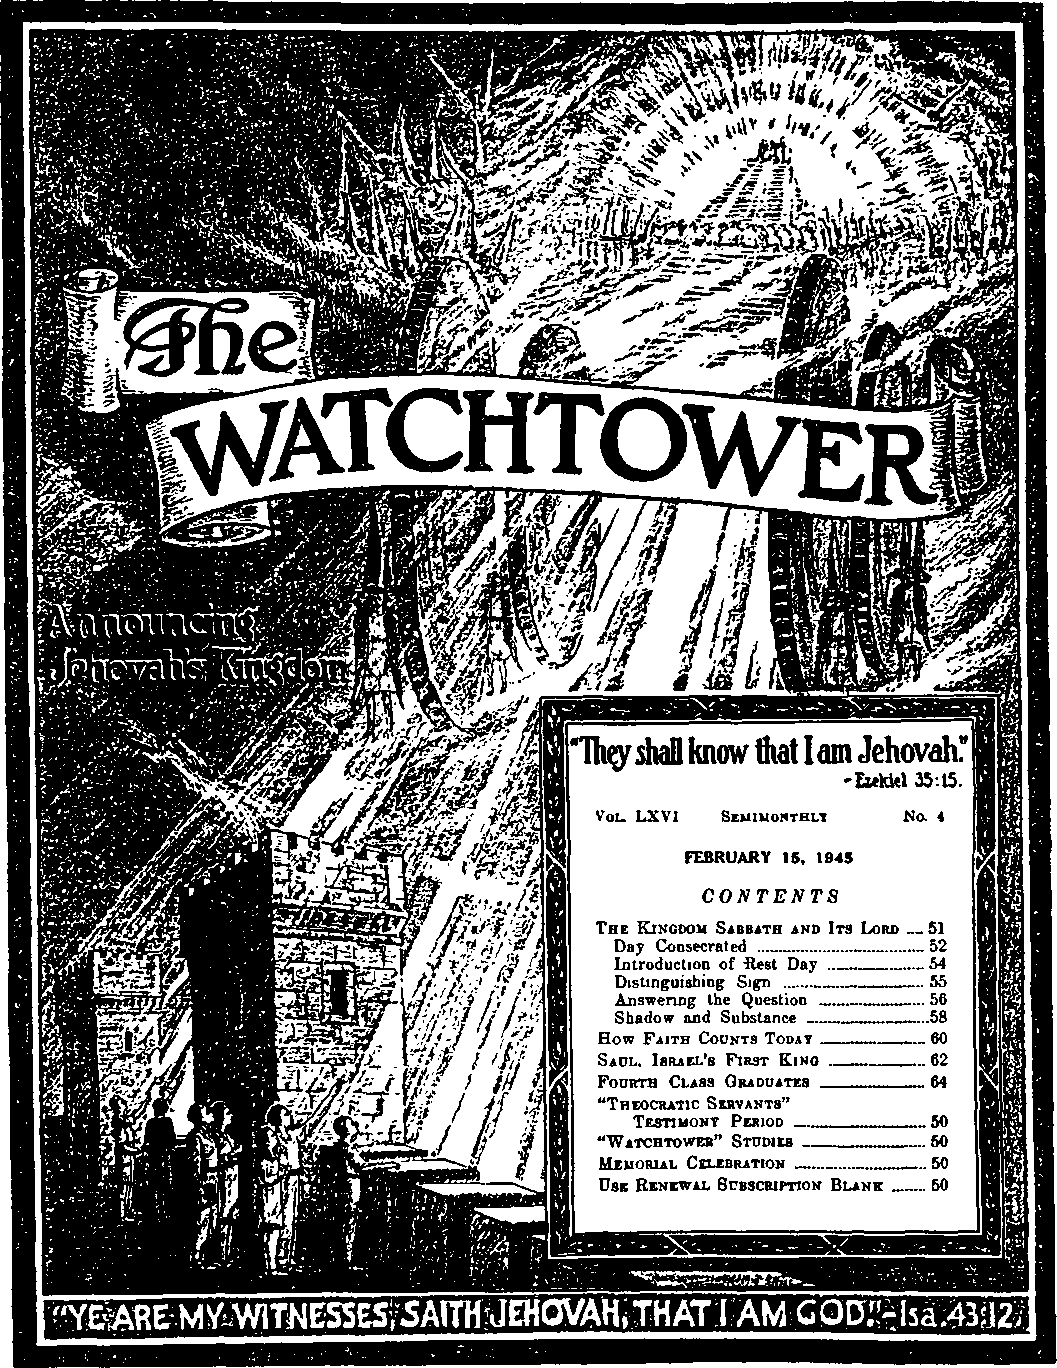 The
WATCHTOWER
Announcing
Jehovah's Kingdom
"They shall know that I am Jehovah."
-Ezekiel 35:15.
VOL. LXVI SEMIMONTHLY No. 4
FEBRUARY 15, 1945
CONTENTS
THE KINGDOM SABBATH AND ITS LORD 51
Day Consecrated 52
Introduction of Rest Day 54
Distinguishing Sign 55
Answering the Question 56
Shadow and Substance 58
HOW FAITH COUNTS TODAY 60
SAUL, ISRAEL'S FIRST KING 62
FOURTH CLASS GRADUATES 64
"THEOCRATIC SERVANTS"
TESTIMONY PERIOD 50
"WATCHTOWER" STUDIES 50
MEMORIAL CELEBRATION 50
USE RENEWAL SUBSCRIPTION BLANK 50
"YE ARE MY WITNESSES, SAITH JEHOVAH, THAT I AM GOD."-Isa. 43:12.